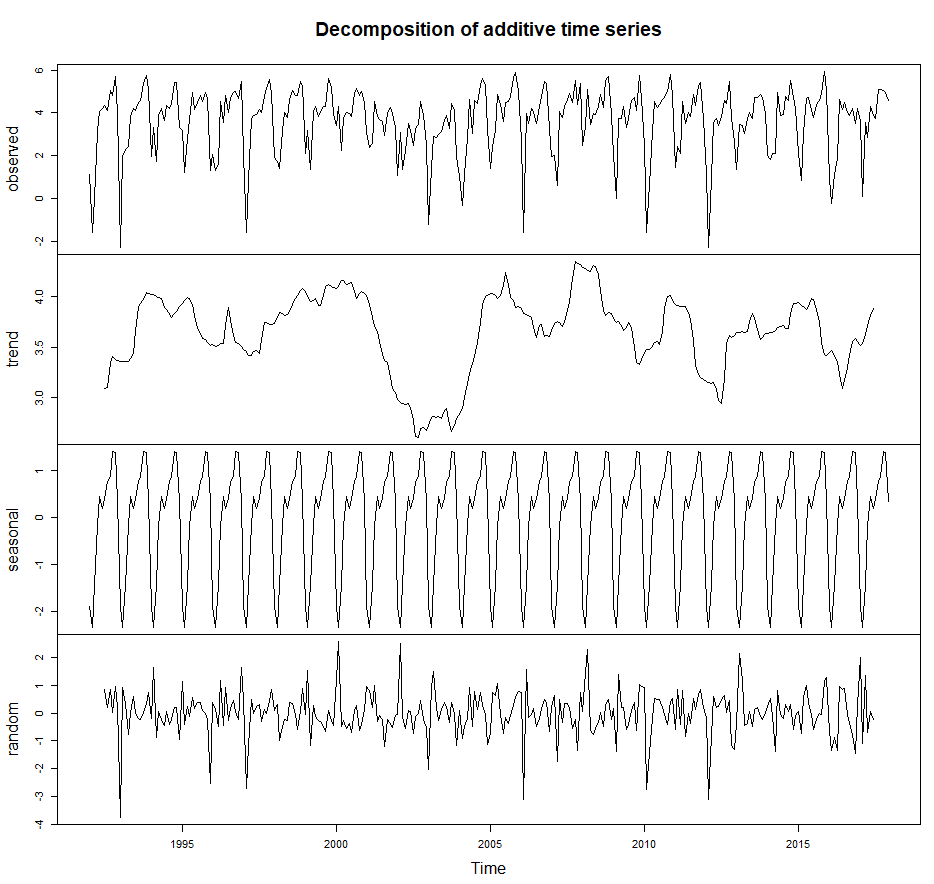 Decomposition of additive time series
observed
6
4
2
0
-2
trend
4.0
3.5
3.0
seasonal
1
0
-1
-2
random
2
1
0
-1
-2
-3
-4
1995 2000 2005 2010 2015
Time